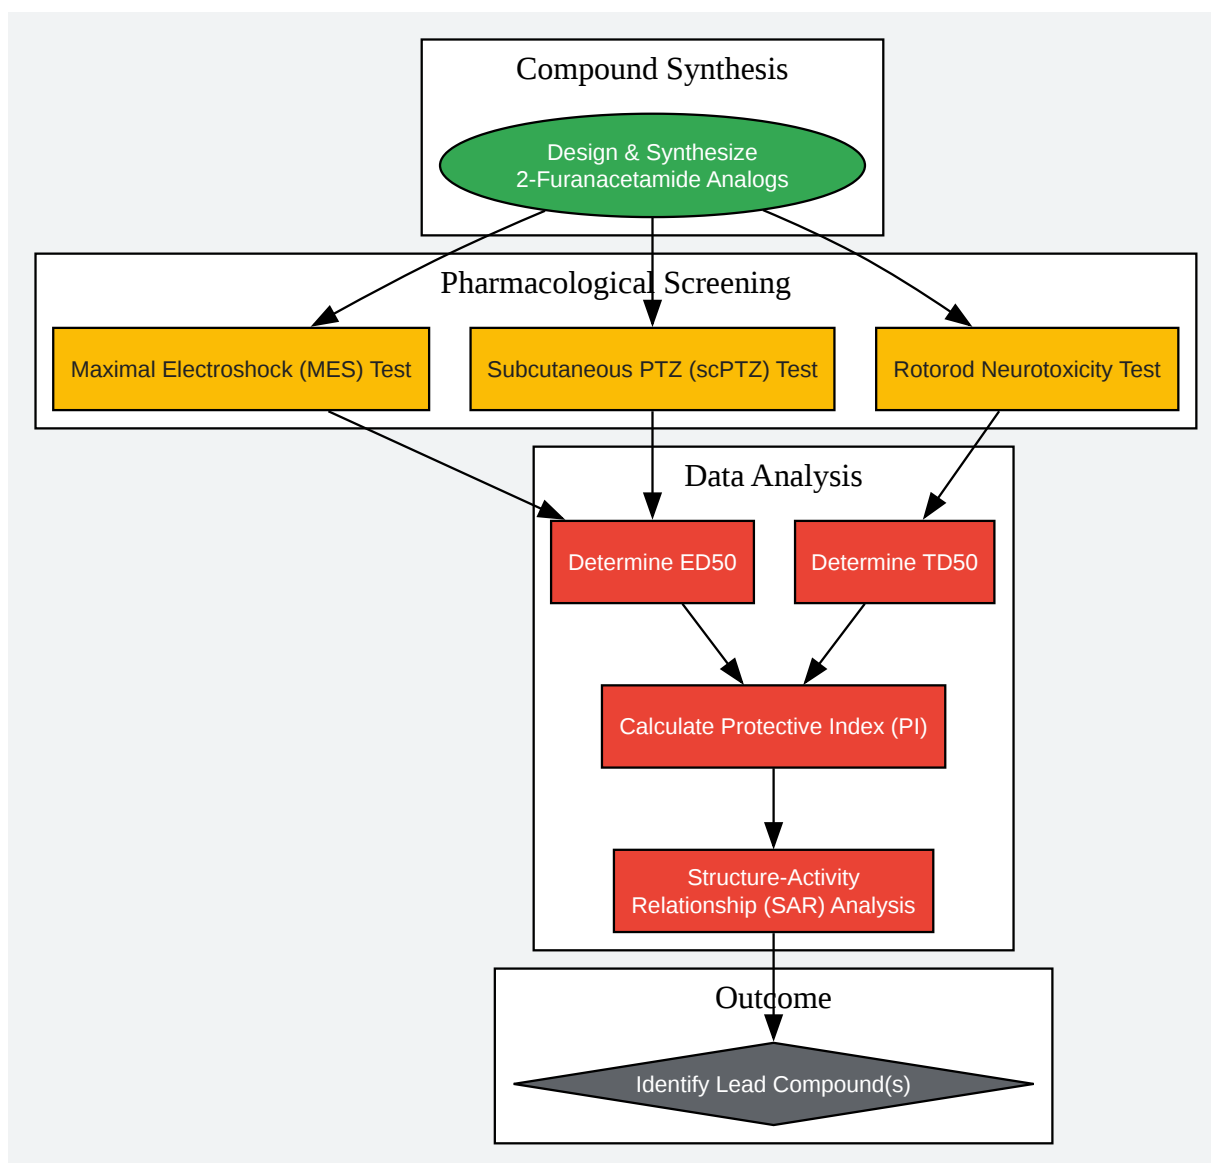 Compound Synthesis
Design & Synthesize
2-Furanacetamide Analogs
Pharmacological Screening
Maximal Electroshock (MES) Test
Subcutaneous PTZ (scPTZ) Test
Rotorod Neurotoxicity Test
Data Analysis
Determine ED50
Determine TD50
Calculate Protective Index (PI)
Structure-Activity
Relationship (SAR) Analysis
Outcome
Identify Lead Compound(s)